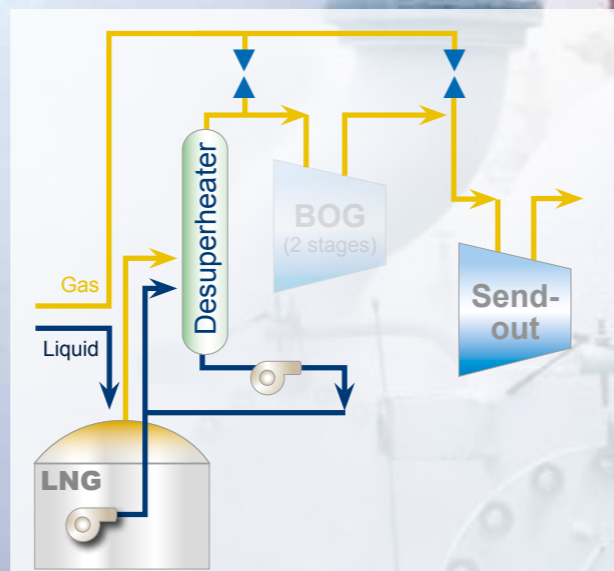 Desuperheater
BOG
(2 stages)
Gas
Send-
out
Liquid
LNG